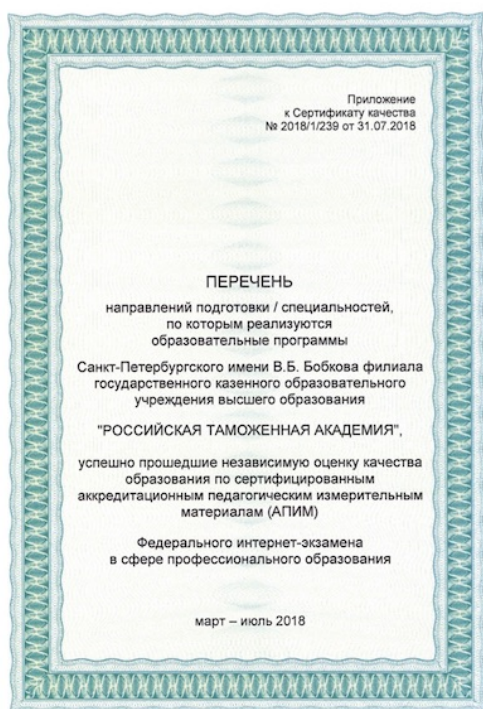 Приложение
к Сертификату качества
№ 2018/1/239 от 31.07.2018
ПЕРЕЧЕНЬ
направлений подготовки / специальностей,
по которым реализуются
образовательные программы
Санкт-Петербургского имени В.Б. Бобкова филиала
государственного казенного образовательного
учреждения высшего образования
"РОССИЙСКАЯ ТАМОЖЕННАЯ АКАДЕМИЯ",
успешно прошедшие независимую оценку качества
образования по сертифицированным
аккредитационным педагогическим измерительным
материалам (АПИМ)
Федерального интернет-экзамена
в сфере профессионального образования
март – июль 2018